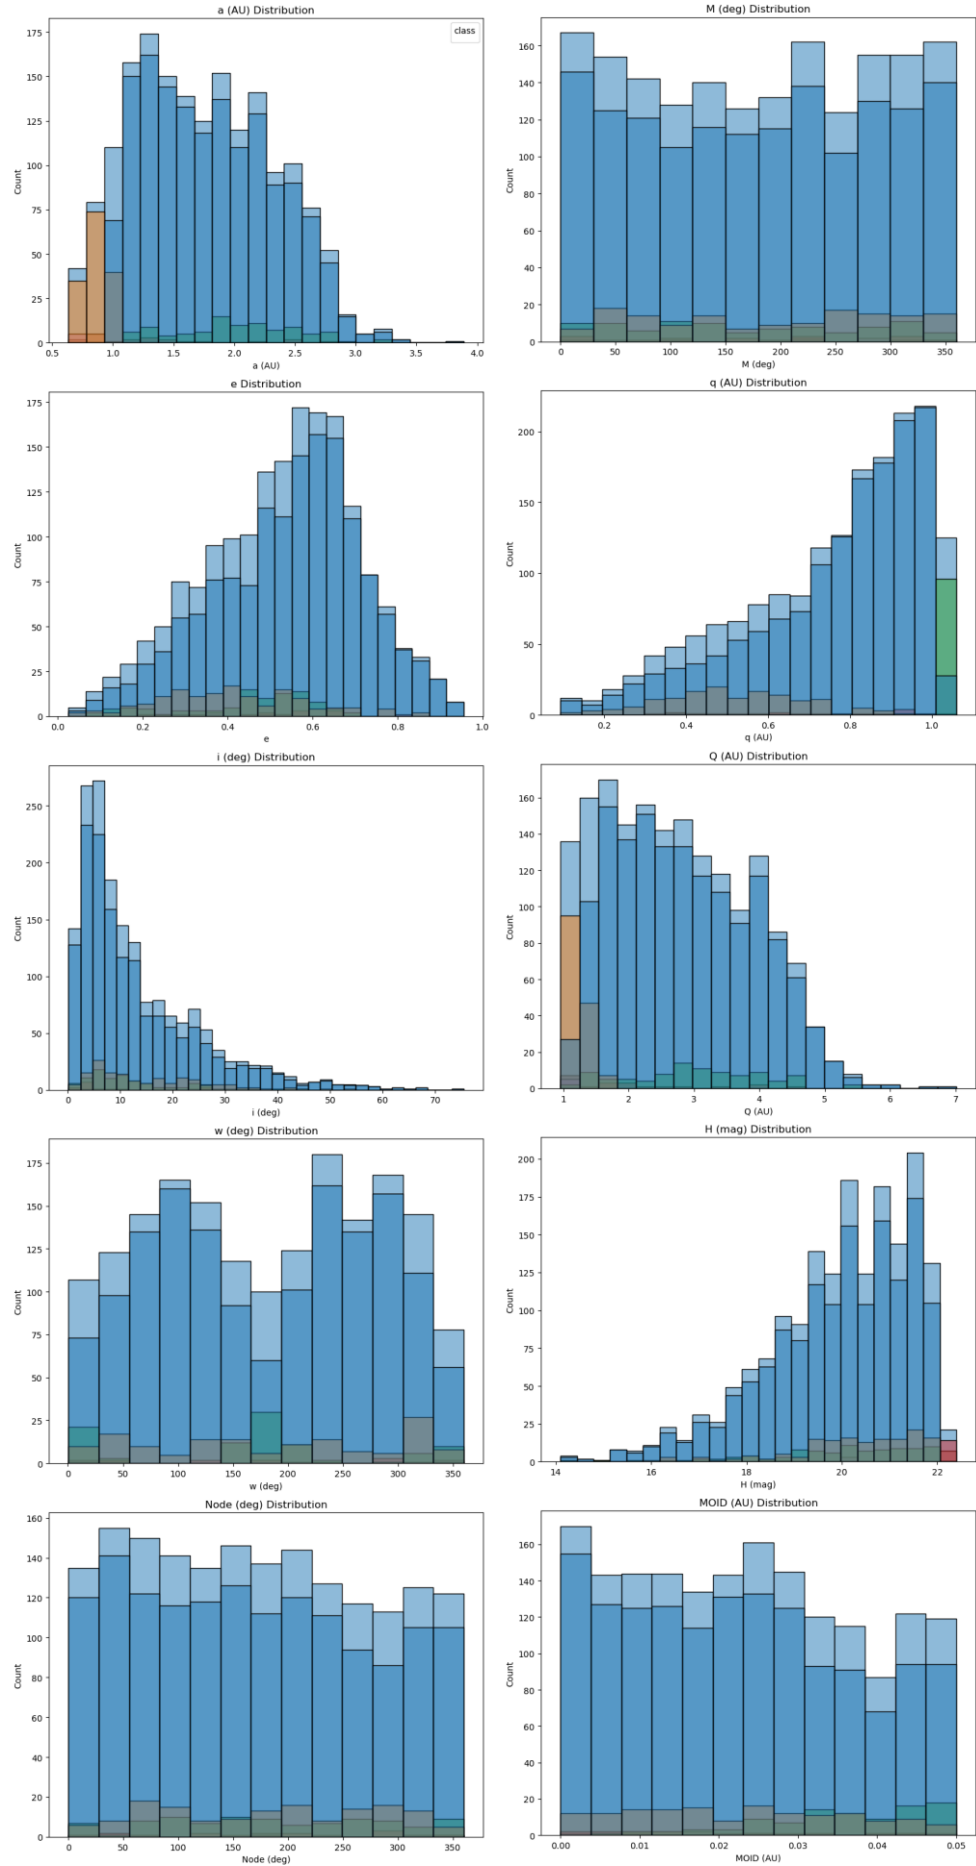 a (AU) Distribution
class
Count
175
150
125
100
75
50
25
0
0.5 1.0 1.5 2.0 2.5 3.0 3.5 4.0
a (AU)
M (deg) Distribution
Count
160
140
120
100
80
60
40
20
0
0 50 100 150 200 250 300 350
M (deg)
e Distribution
Count
175
150
125
100
75
50
25
0
0.0 0.2 0.4 0.6 0.8 1.0
e
q (AU) Distribution
Count
200
150
100
50
0
0.2 0.4 0.6 0.8 1.0
q (AU)
i (deg) Distribution
Count
250
200
150
100
50
0
0 10 20 30 40 50 60 70
i (deg)
Q (AU) Distribution
Count
160
140
120
100
80
60
40
20
0
1 2 3 4 5 6 7
Q (AU)
w (deg) Distribution
Count
175
150
125
100
75
50
25
0
0 50 100 150 200 250 300 350
w (deg)
H (mag) Distribution
Count
200
175
150
125
100
75
50
25
0
14 16 18 20 22
H (mag)
Node (deg) Distribution
Count
160
140
120
100
80
60
40
20
0
0 50 100 150 200 250 300 350
Node (deg)
MOID (AU) Distribution
Count
160
140
120
100
80
60
40
20
0
0.00 0.01 0.02 0.03 0.04 0.05
MOID (AU)